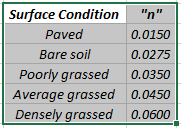 Surface Condition "n"
Paved 0.0150
Bare soil 0.0275
Poorly grassed 0.0350
Average grassed 0.0450
Densely grassed 0.0600